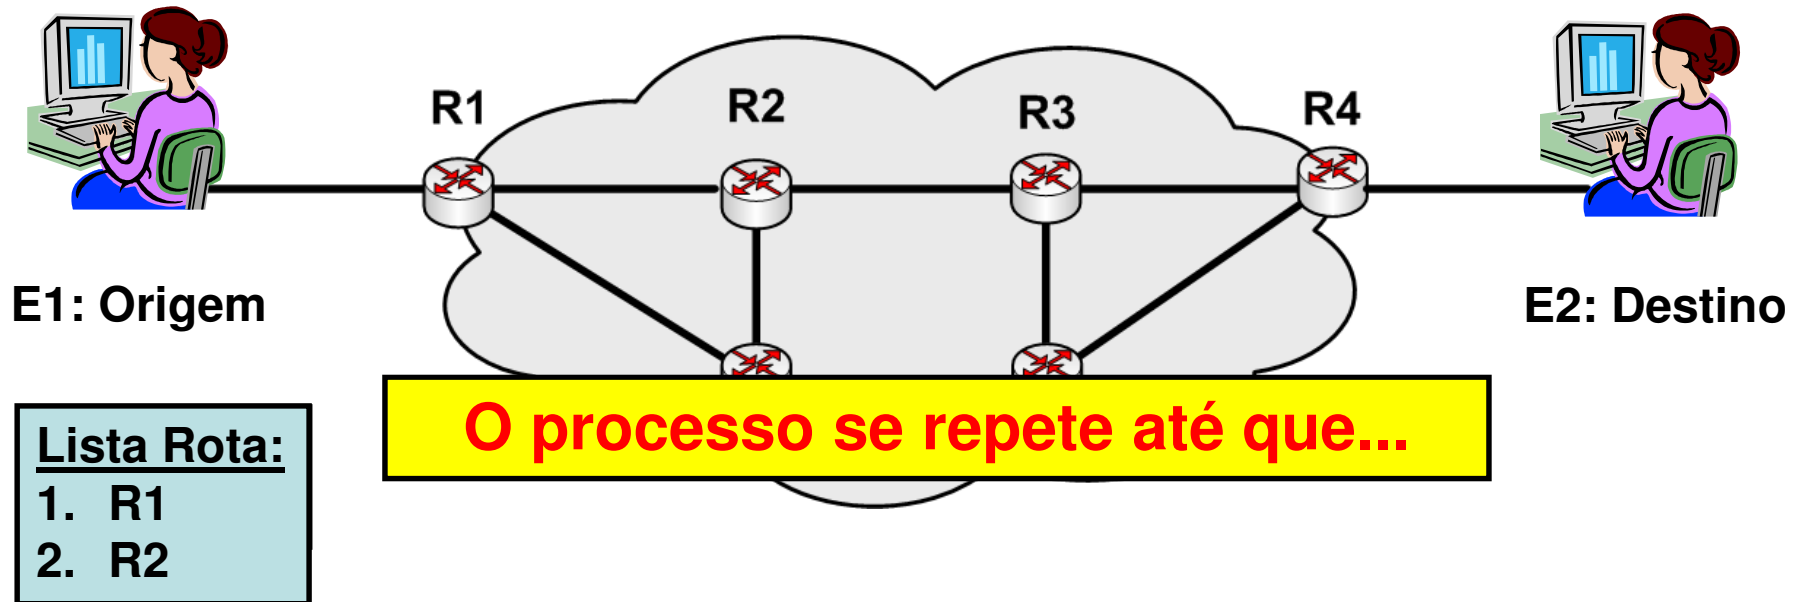 R1 R2 R3 R4
E1: Origem
E2: Destino
O processo se repete até que...
Lista Rota:
1. R1
2. R2